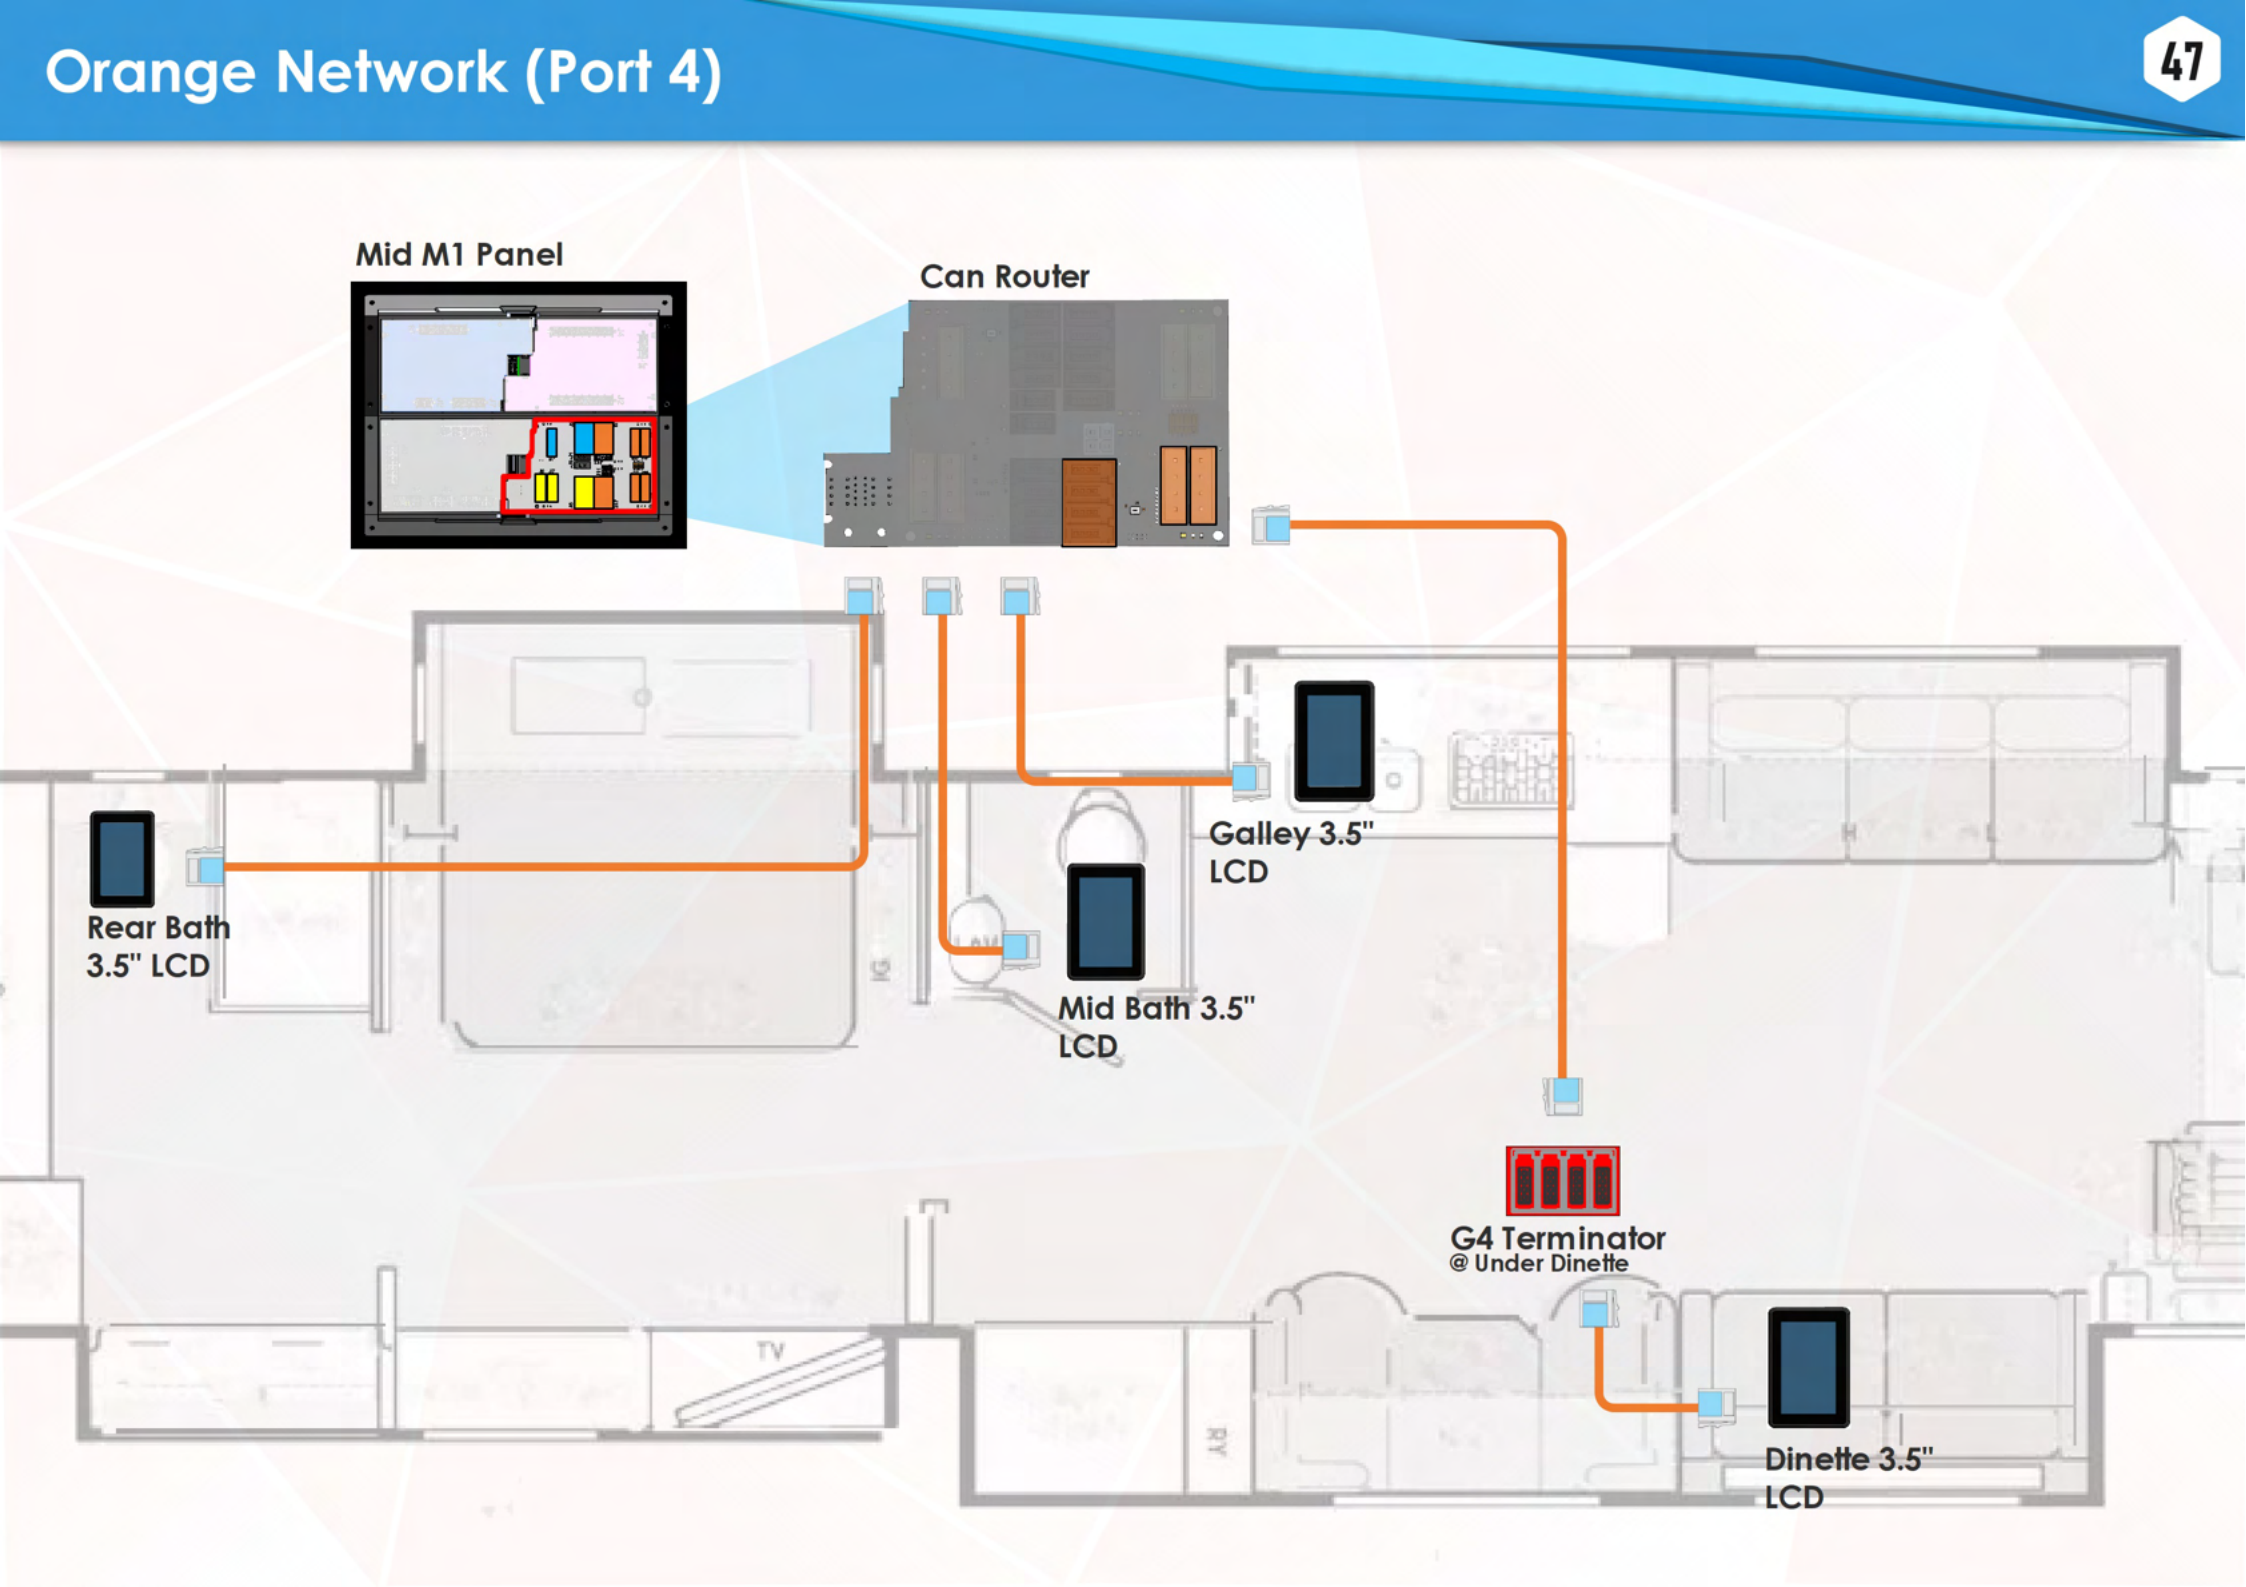 Orange Network (Port 4)
47
Mid M1 Panel
Can Router
Galley 3.5"
LCD
Rear Bath
3.5" LCD
Mid Bath 3.5"
LCD
G4 Terminator
@ Under Dinette
TV
RY
Dinette 3.5"
LCD